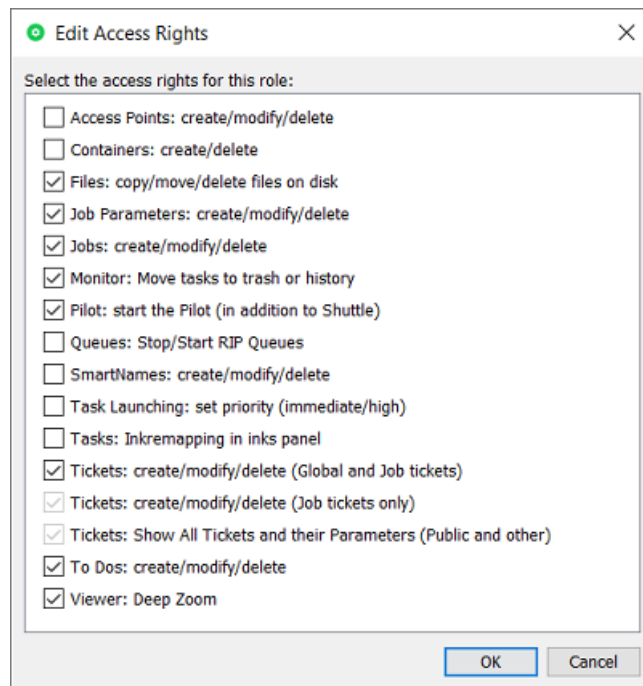 Edit Access Rights
Select the access rights for this role:
Access Points: create/modify/delete
Containers: create/delete
Files: copy/move/delete files on disk
Job Parameters: create/modify/delete
Jobs: create/modify/delete
Monitor: Move tasks to trash or history
Pilot: start the Pilot (in addition to Shuttle)
Queues: Stop/Start RIP Queues
SmartNames: create/modify/delete
Task Launching: set priority (immediate/high)
Tasks: Inkremapping in inks panel
Tickets: create/modify/delete (Global and Job tickets)
Tickets: create/modify/delete (Job tickets only)
Tickets: Show All Tickets and their Parameters (Public and other)
To Dos: create/modify/delete
Viewer: Deep Zoom
OK Cancel